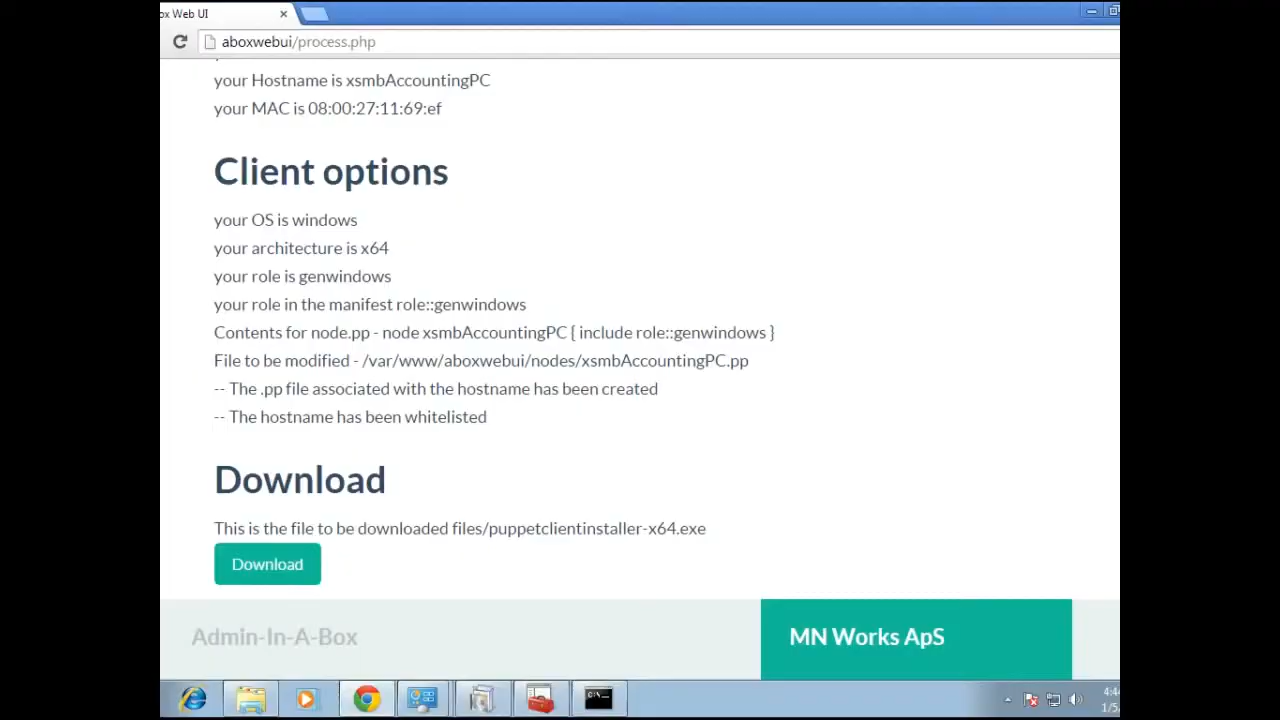 ox Web UI
aboxwebui/process.php
your Hostname is xsmbAccountingPC
your MAC is 08:00:27:11:69:ef
Client options
your OS is windows
your architecture is x64
your role is genwindows
your role in the manifest role::genwindows
Contents for node.pp - node xsmbAccountingPC { include role::genwindows }
File to be modified - /var/www/aboxwebui/nodes/xsmbAccountingPC.pp
-- The .pp file associated with the hostname has been created
-- The hostname has been whitelisted
Download
This is the file to be downloaded files/puppetclientinstaller-x64.exe
Download
Admin-In-A-Box
MN Works ApS
4:4
1/5